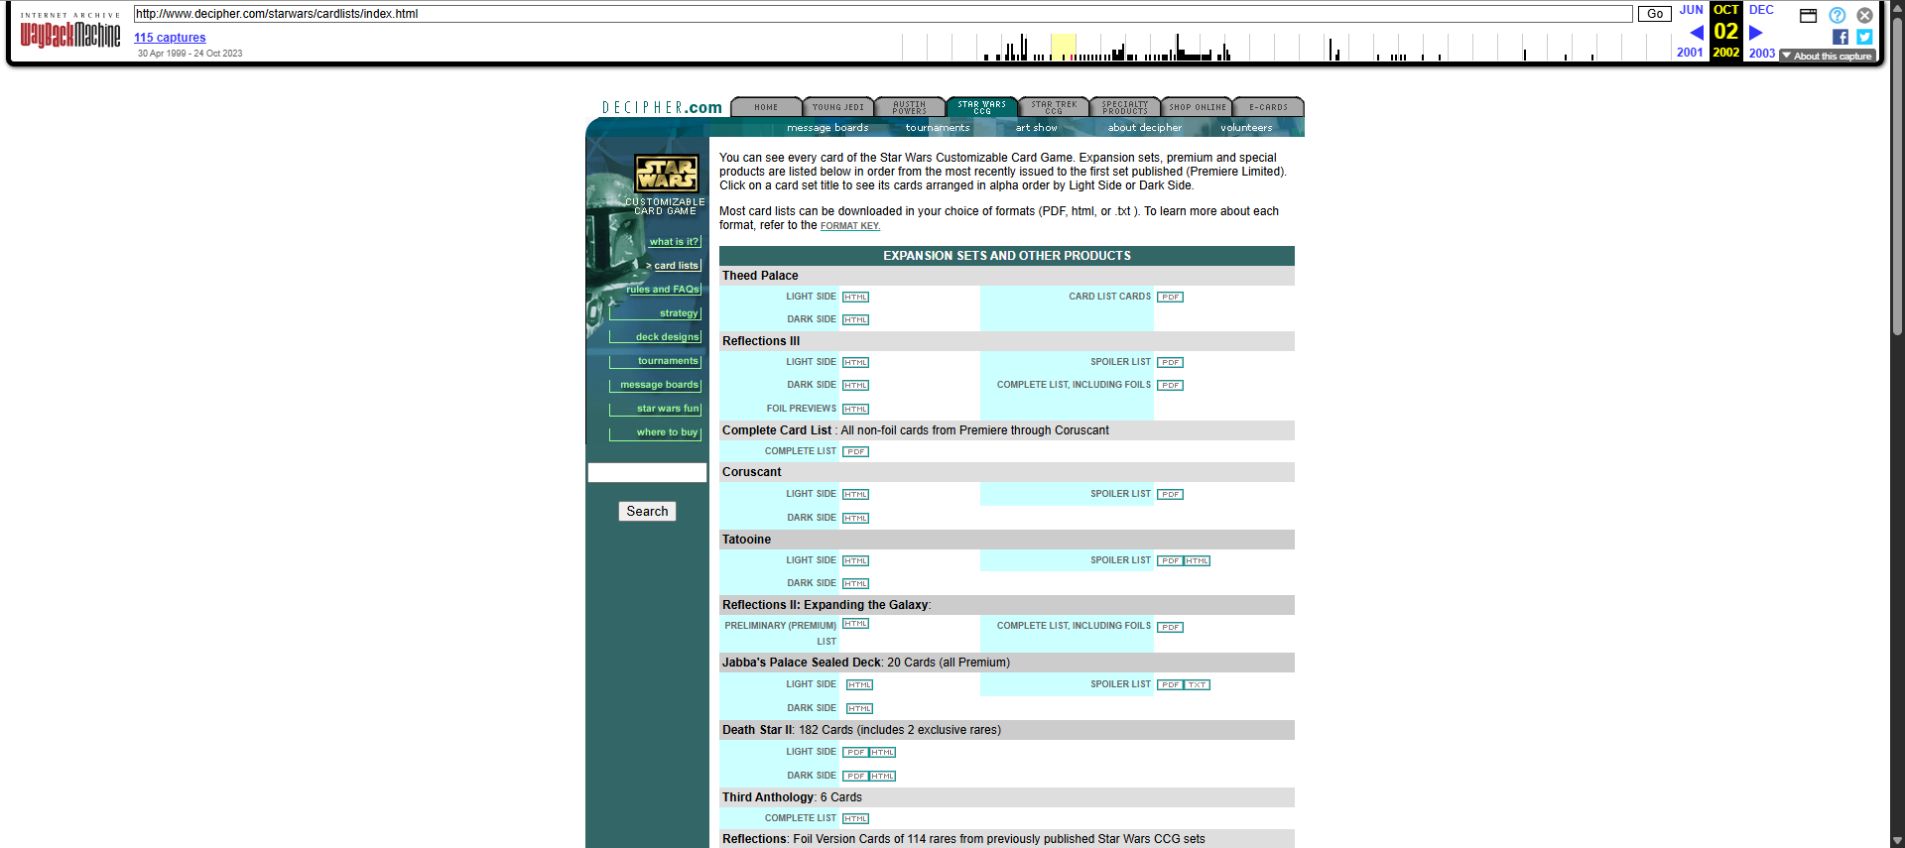 INTERNET ARCHIVE
WayBackMachine
http://www.decipher.com/starwars/cardlists/index.html
Go
JUN
OCT
DEC
115 captures
02
30 Apr 1999 - 24 Oct 2023
2001
2002
2003
About this capture
DECIPHER.com
HOME
YOUNG JEDI
AUSTIN POWERS
STAR WARS CCG
STAR TREK CCG
SPECIALTY PRODUCTS
SHOP ONLINE
E-CARDS
message boards
tournaments
art show
about decipher
volunteers
STAR WARS
CUSTOMIZABLE
CARD GAME
what is it?
> card lists
rules and FAQs
strategy
deck designs
tournaments
message boards
star wars fun
where to buy
Search
You can see every card of the Star Wars Customizable Card Game. Expansion sets, premium and special
products are listed below in order from the most recently issued to the first set published (Premiere Limited).
Click on a card set title to see its cards arranged in alpha order by Light Side or Dark Side.
Most card lists can be downloaded in your choice of formats (PDF, html, or .txt ). To learn more about each
format, refer to the FORMAT KEY.
EXPANSION SETS AND OTHER PRODUCTS
Theed Palace
LIGHT SIDE HTML CARD LIST CARDS PDF
DARK SIDE HTML
Reflections III
LIGHT SIDE HTML SPOILER LIST PDF
DARK SIDE HTML COMPLETE LIST, INCLUDING FOILS PDF
FOIL PREVIEWS HTML
Complete Card List : All non-foil cards from Premiere through Coruscant
COMPLETE LIST PDF
Coruscant
LIGHT SIDE HTML SPOILER LIST PDF
DARK SIDE HTML
Tatooine
LIGHT SIDE HTML SPOILER LIST PDF HTML
DARK SIDE HTML
Reflections II: Expanding the Galaxy:
PRELIMINARY (PREMIUM) HTML COMPLETE LIST, INCLUDING FOILS PDF
LIST
Jabba's Palace Sealed Deck: 20 Cards (all Premium)
LIGHT SIDE HTML SPOILER LIST PDF TXT
DARK SIDE HTML
Death Star II: 182 Cards (includes 2 exclusive rares)
LIGHT SIDE PDF HTML
DARK SIDE PDF HTML
Third Anthology: 6 Cards
COMPLETE LIST HTML
Reflections: Foil Version Cards of 114 rares from previously published Star Wars CCG sets